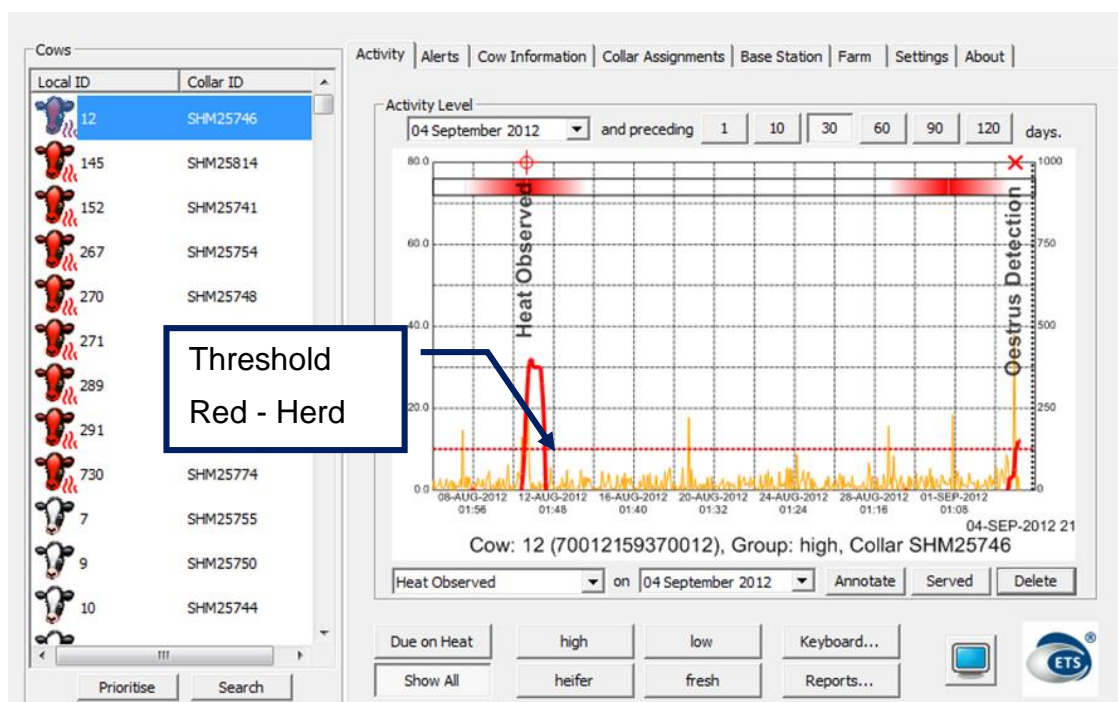 Cows
Local ID Collar ID
12 SHM25746
145 SHM25814
152 SHM25741
267 SHM25754
270 SHM25748
271
289
291
730 SHM25774
7 SHM25755
9 SHM25750
10 SHM25744
Prioritise Search
Activity Alerts Cow Information Collar Assignments Base Station Farm Settings About
Activity Level
04 September 2012 and preceding 1 10 30 60 90 120 days.
80.0 1000
60.0 750
40.0 500
20.0 250
0.0 0
Heat Observed
Oestrus Detection
Threshold
Red - Herd
08-AUG-2012 12-AUG-2012 16-AUG-2012 20-AUG-2012 24-AUG-2012 28-AUG-2012 01-SEP-2012
01:56 01:48 01:40 01:32 01:24 01:16 01:08
04-SEP-2012 21
Cow: 12 (70012159370012), Group: high, Collar SHM25746
Heat Observed on 04 September 2012 Annotate Served Delete
Due on Heat high low Keyboard...
Show All heifer fresh Reports...
ETS ®